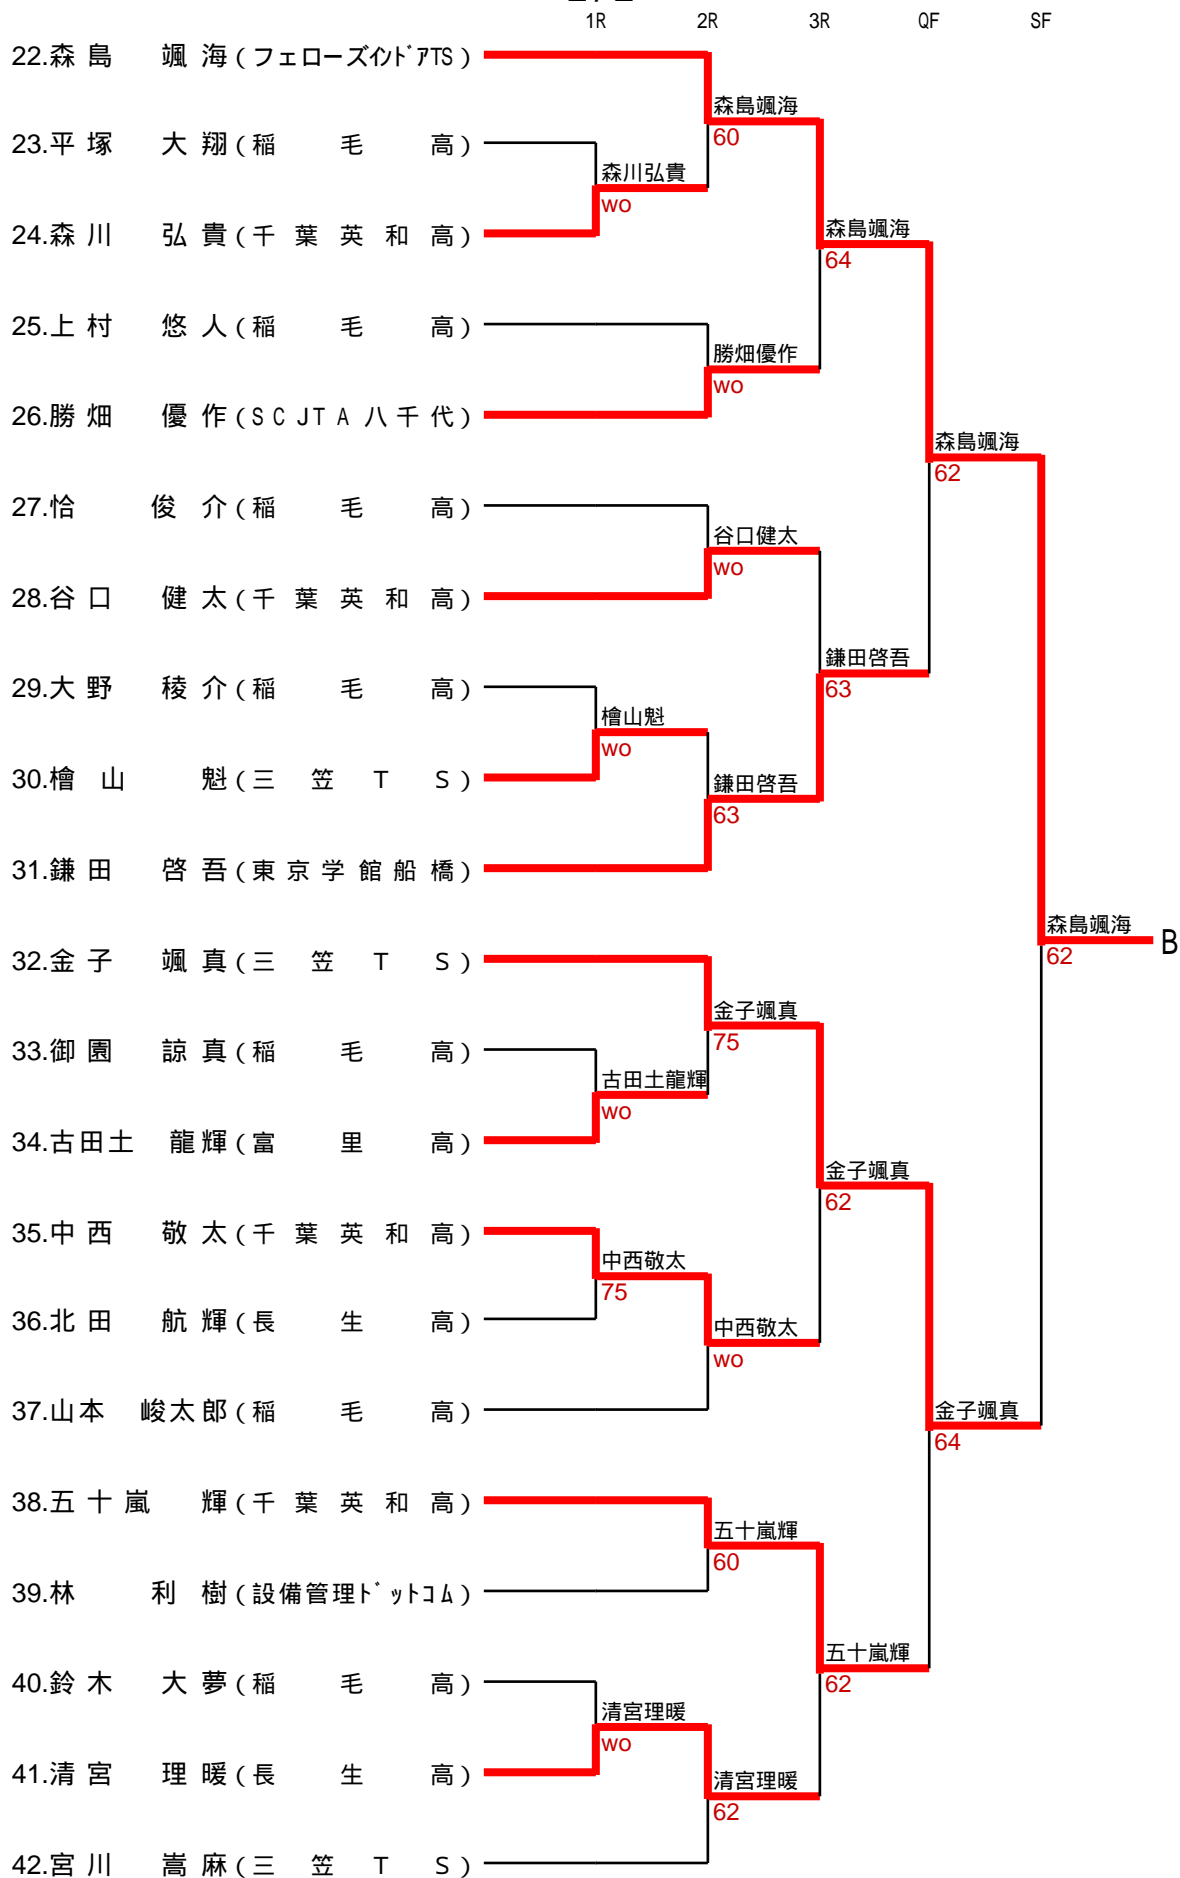 1R 2R 3R QF SF
22.森島 颯海(フェローズインドアTS)
森島颯海
60
23.平塚 大翔(稲毛高)
森川弘貴
wo
24.森川 弘貴(千葉英和高)
森島颯海
64
25.上村 悠人(稲毛高)
勝畑優作
wo
26.勝畑 優作(SCJTA八千代)
森島颯海
62
27.恰 俊介(稲毛高)
谷口健太
wo
28.谷口 健太(千葉英和高)
鎌田啓吾
63
29.大野 稜介(稲毛高)
檜山魁
wo
30.檜山 魁(三笠TS)
鎌田啓吾
63
31.鎌田 啓吾(東京学館船橋)
森島颯海
62
B
32.金子 颯真(三笠TS)
金子颯真
75
33.御園 諒真(稲毛高)
古田土龍輝
wo
34.古田土 龍輝(富里高)
金子颯真
62
35.中西 敬太(千葉英和高)
中西敬太
75
36.北田 航輝(長生高)
中西敬太
wo
37.山本 峻太郎(稲毛高)
金子颯真
64
38.五十嵐 輝(千葉英和高)
五十嵐輝
60
39.林 利樹(設備管理ドットコム)
五十嵐輝
62
40.鈴木 大夢(稲毛高)
清宮理暖
wo
41.清宮 理暖(長生高)
清宮理暖
62
42.宮川 嵩麻(三笠TS)